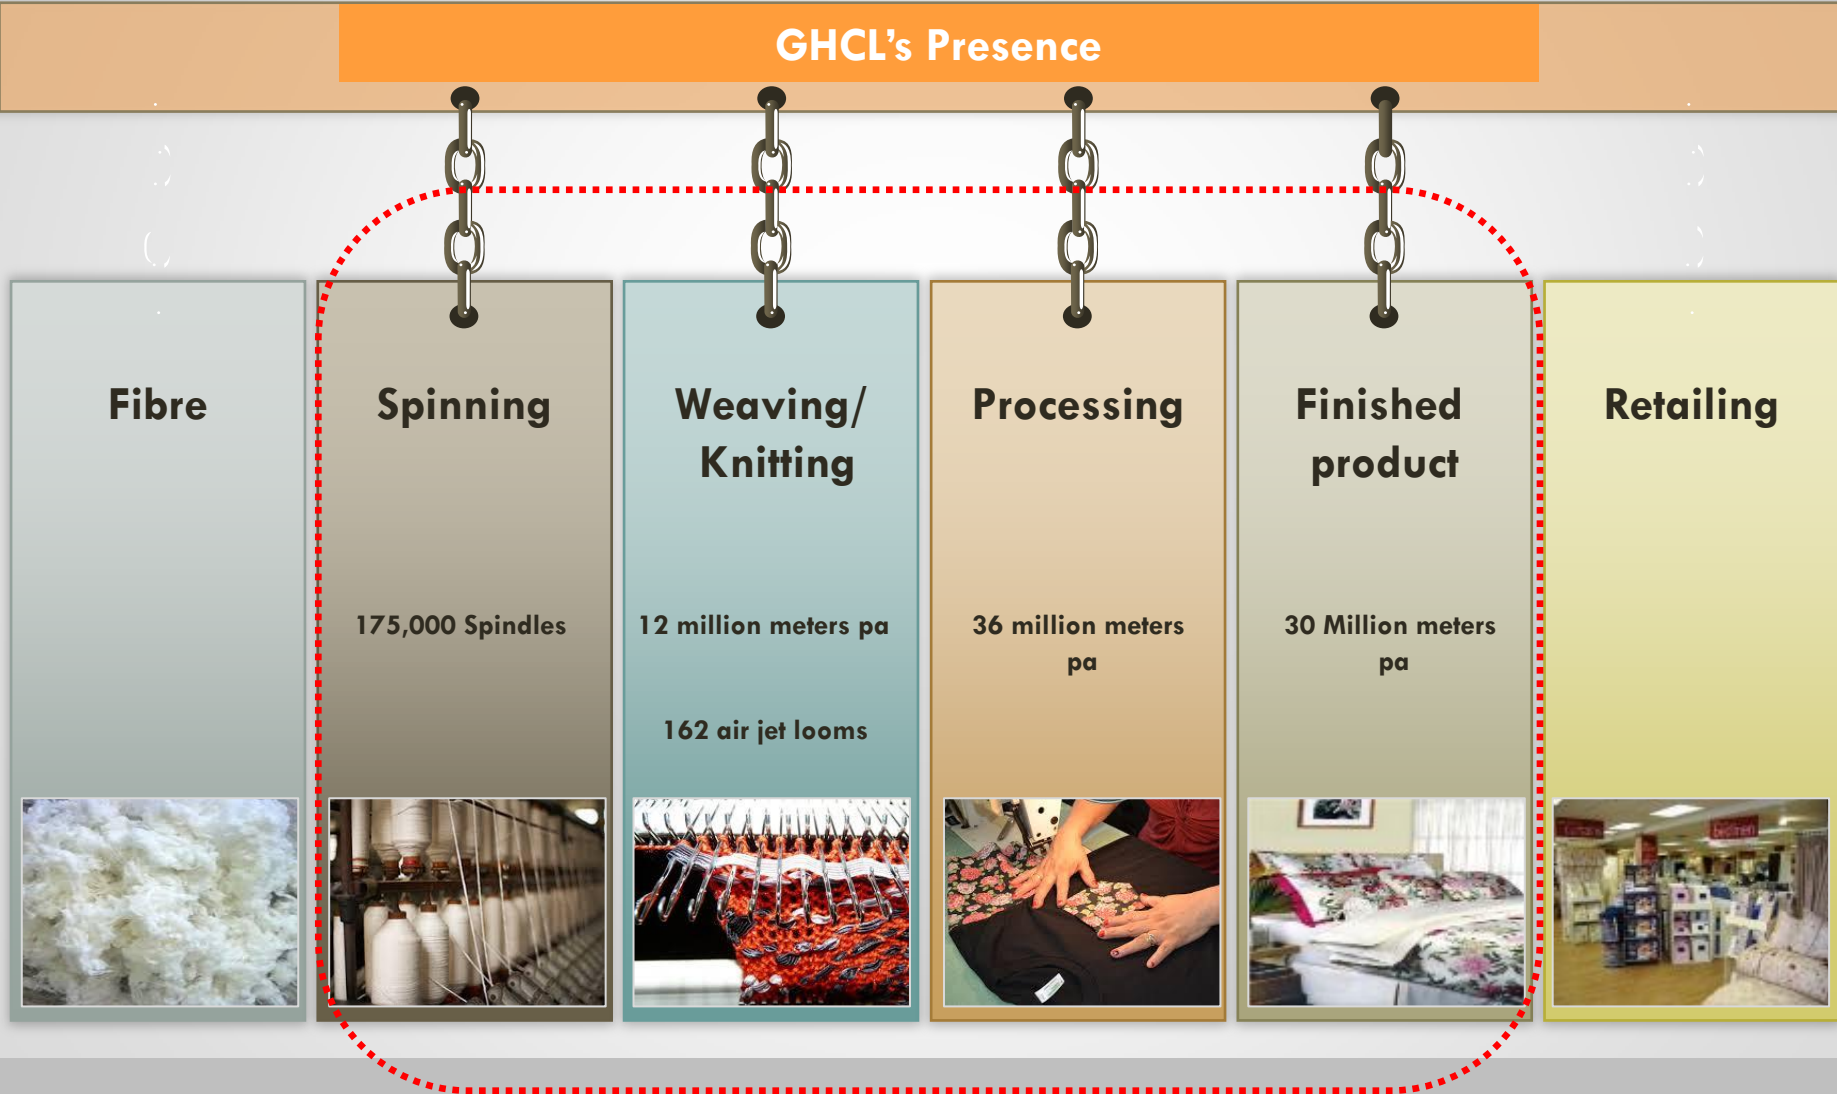 GHCL's Presence
Fibre
Spinning
175,000 Spindles
Weaving/
Knitting
12 million meters pa
162 air jet looms
Processing
36 million meters
pa
Finished
product
30 Million meters
pa
Retailing